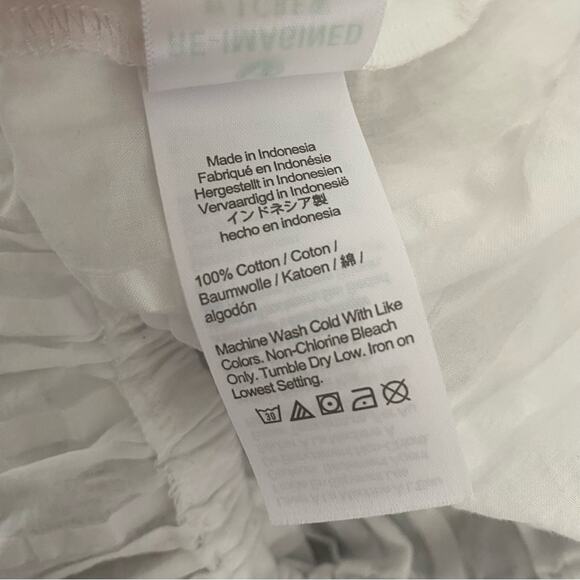 RE-IMAGINED
BY J.CREW
Made in Indonesia
Fabriqué en Indonésie
Hergestellt in Indonesien
Vervaardigd in Indonesië
インドネシア製
hecho en indonesia
100% Cotton / Coton /
Baumwolle / Katoen / 綿 /
algodón
Machine Wash Cold With Like
Colors. Non-Chlorine Bleach
Only. Tumble Dry Low. Iron on
Lowest Setting.
30